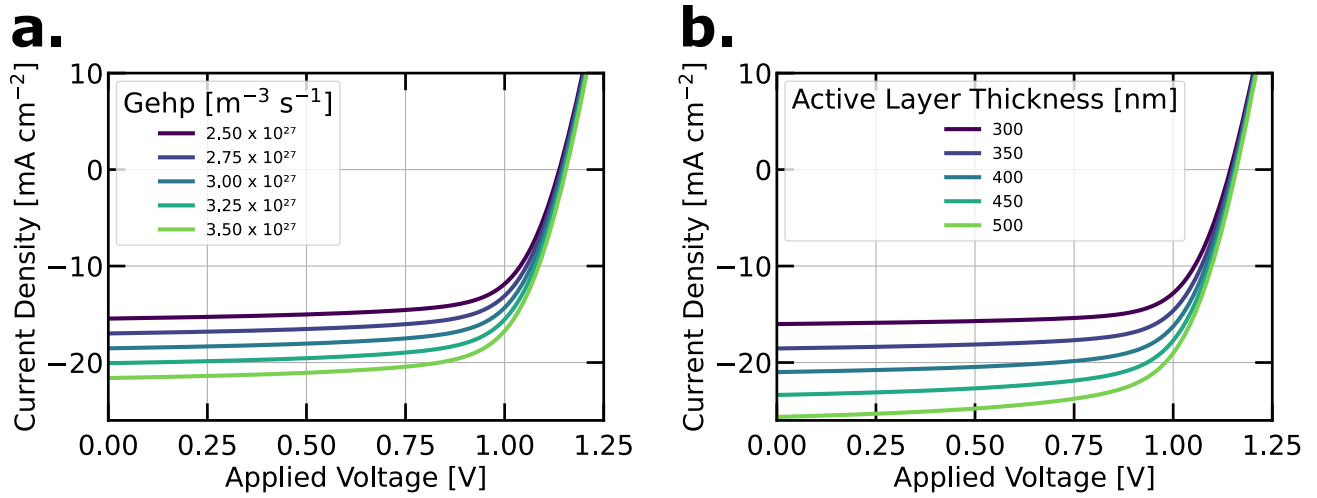 a.
Current Density [mA cm⁻²]
10
0
−10
−20
Gehp [m⁻³ s⁻¹]
2.50 x 10²⁷
2.75 x 10²⁷
3.00 x 10²⁷
3.25 x 10²⁷
3.50 x 10²⁷
0.00 0.25 0.50 0.75 1.00 1.25
Applied Voltage [V]
b.
Current Density [mA cm⁻²]
10
0
−10
−20
Active Layer Thickness [nm]
300
350
400
450
500
0.00 0.25 0.50 0.75 1.00 1.25
Applied Voltage [V]